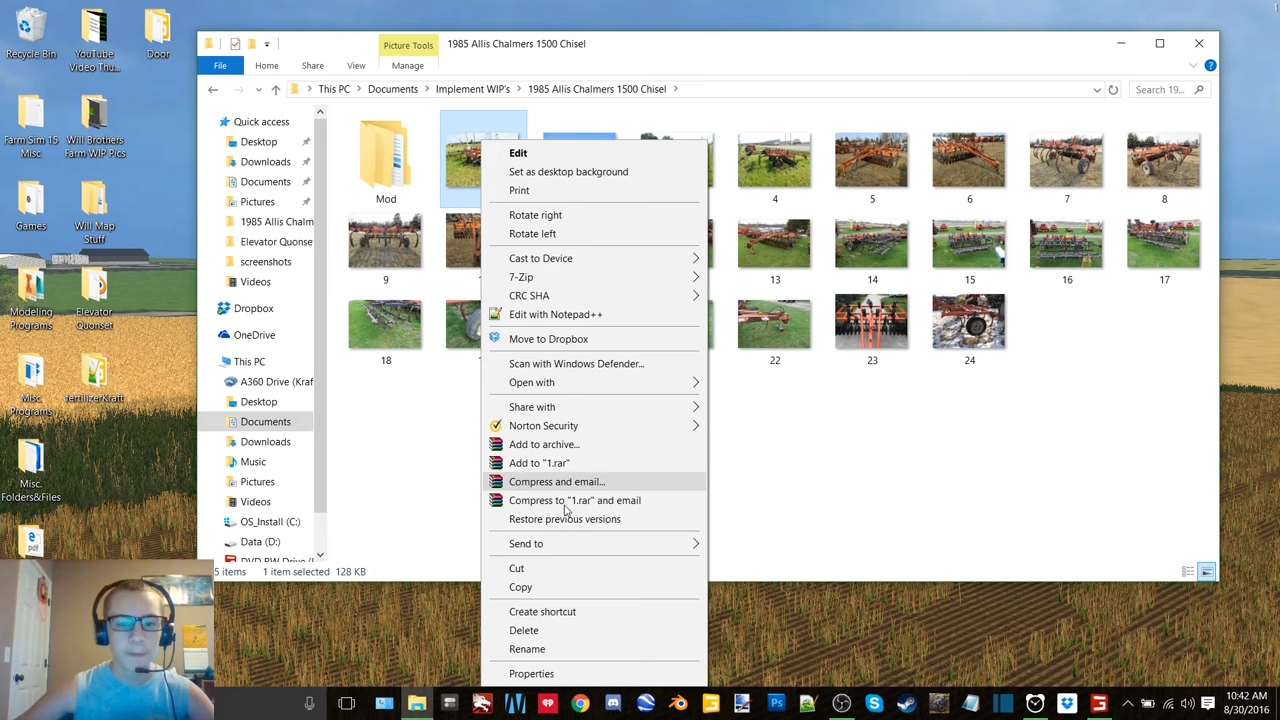 1
Recycle Bin
YouTube Video Thu...
Door
Farm Sim 15 Misc
Will Brothers Farm WIP Pics
Games
Will Map Stuff
Modeling Programs
Elevator Quonset
Misc. Programs
fertilizerKraft
Misc. Folders&Files
pdf
Picture Tools
1985 Allis Chalmers 1500 Chisel
File
Home
Share
View
Manage
This PC
Documents
Implement WIP's
1985 Allis Chalmers 1500 Chisel
Search 19...
Quick access
Desktop
Downloads
Documents
Pictures
1985 Allis Chalm
Elevator Quonse
screenshots
Videos
Dropbox
OneDrive
This PC
A360 Drive (Kraf
Desktop
Documents
Downloads
Music
Pictures
Videos
OS_Install (C:)
Data (D:)
DVD RW Drive (
5 items
1 item selected 128 KB
Mod
4
5
6
7
8
9
13
14
15
16
17
18
22
23
24
Edit
Set as desktop background
Print
Rotate right
Rotate left
Cast to Device
7-Zip
CRC SHA
Edit with Notepad++
Move to Dropbox
Scan with Windows Defender...
Open with
Share with
Norton Security
Add to archive...
Add to "1.rar"
Compress and email...
Compress to "1.rar" and email
Restore previous versions
Send to
Cut
Copy
Create shortcut
Delete
Rename
Properties
10:42 AM
8/30/2016